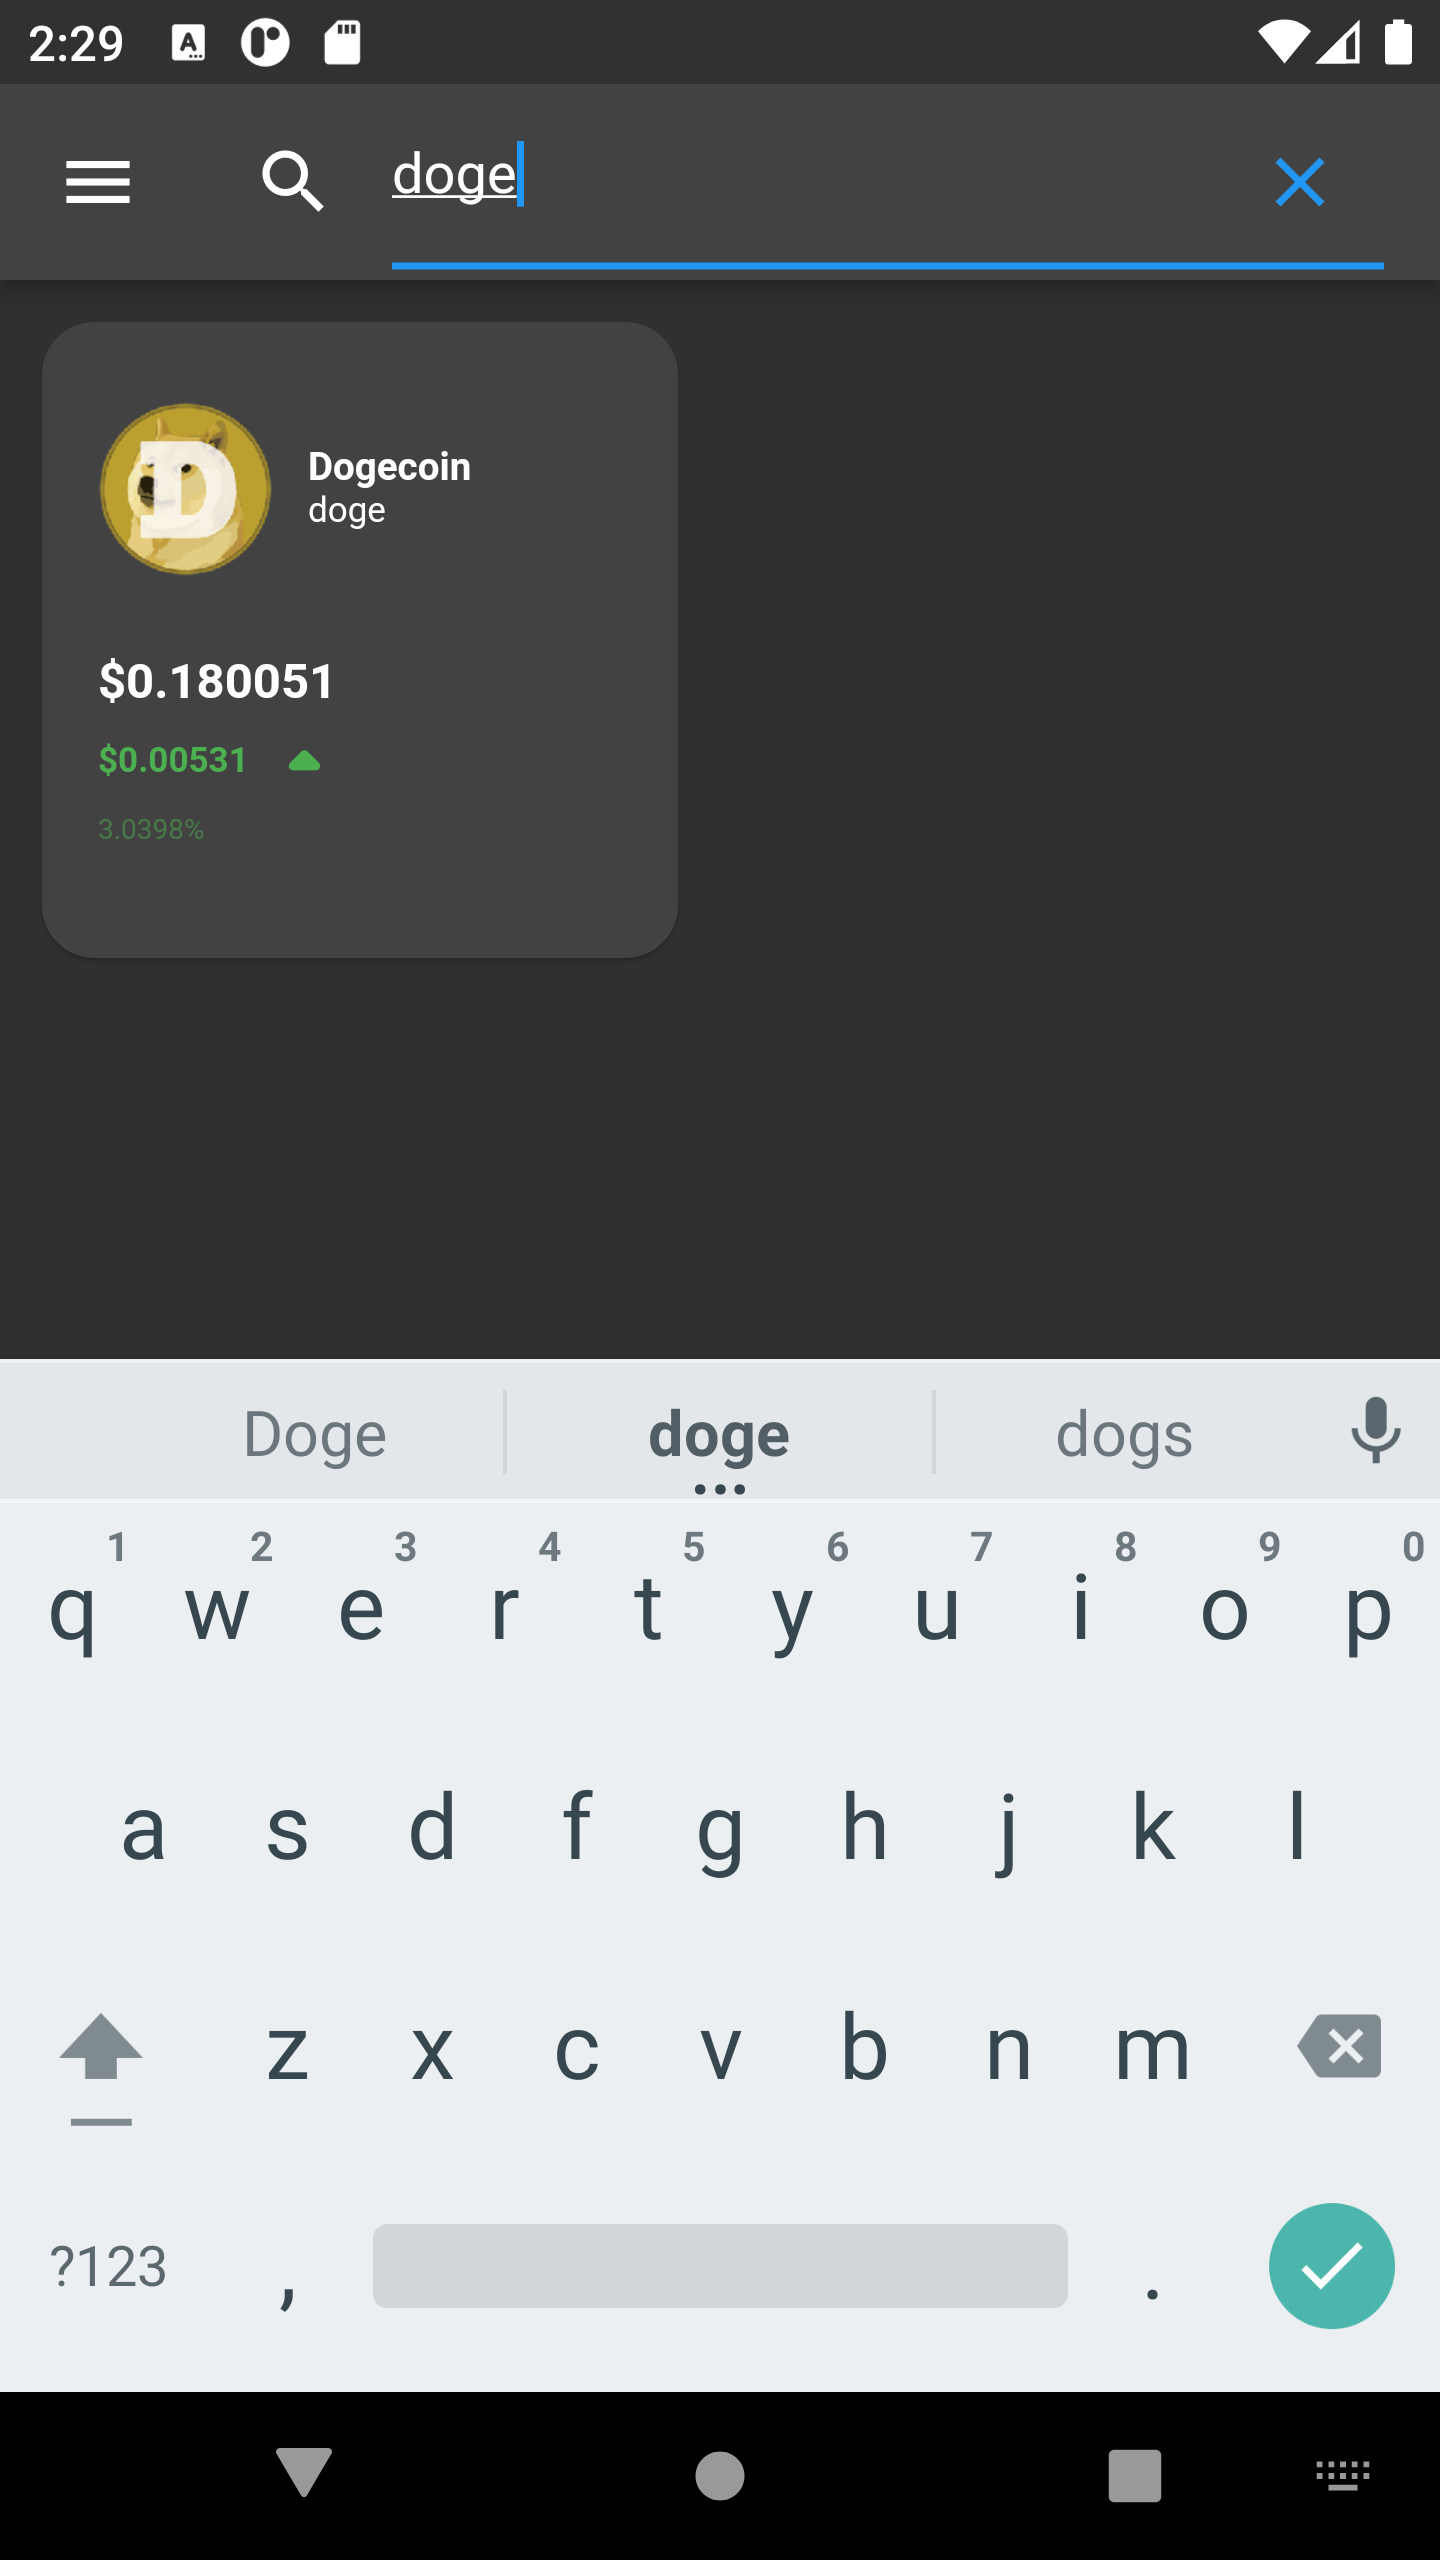 2:29
doge
Dogecoin
doge
$0.180051
$0.00531
3.0398%
Doge doge dogs
1 2 3 4 5 6 7 8 9 0
q w e r t y u i o p
a s d f g h j k l
z x c v b n m
?123 , .